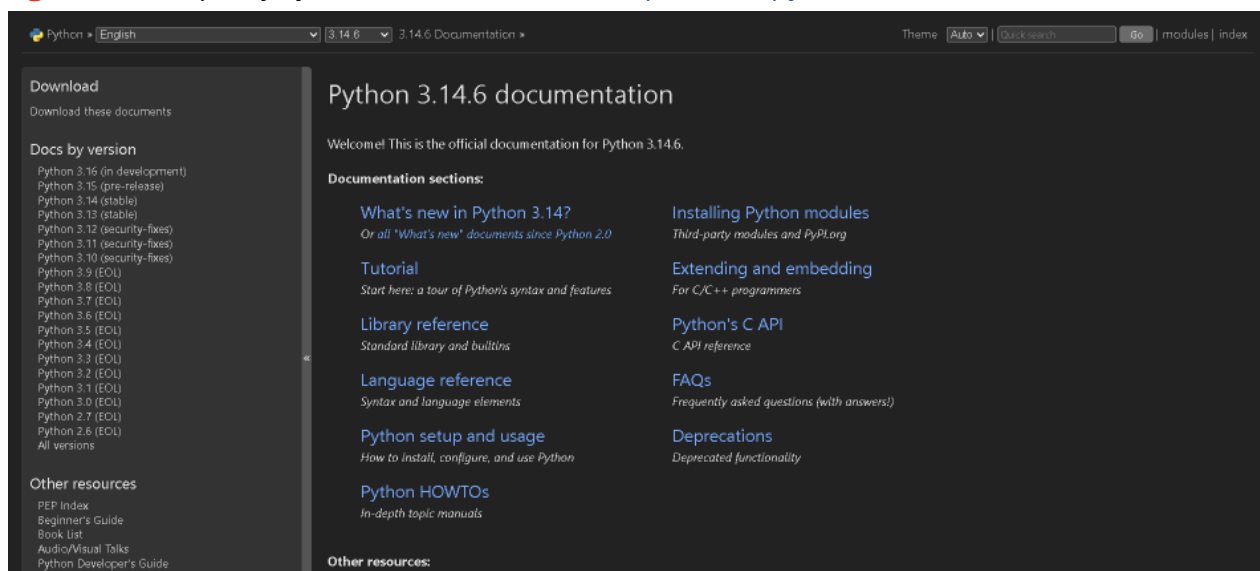 Python » English 3.14.6 3.14.6 Documentation »
Theme Auto | Quick search Go | modules | index
Download
Download these documents
Docs by version
Python 3.16 (in development)
Python 3.15 (pre-release)
Python 3.14 (stable)
Python 3.13 (stable)
Python 3.12 (security-fixes)
Python 3.11 (security-fixes)
Python 3.10 (security-fixes)
Python 3.9 (EOL)
Python 3.8 (EOL)
Python 3.7 (EOL)
Python 3.6 (EOL)
Python 3.5 (EOL)
Python 3.4 (EOL)
Python 3.3 (EOL)
Python 3.2 (EOL)
Python 3.1 (EOL)
Python 3.0 (EOL)
Python 2.7 (EOL)
Python 2.6 (EOL)
All versions
Other resources
PEP Index
Beginner's Guide
Book List
Audio/Visual Talks
Python Developer's Guide
«
Python 3.14.6 documentation
Welcome! This is the official documentation for Python 3.14.6.
Documentation sections:
What's new in Python 3.14?
Or all "What's new" documents since Python 2.0
Tutorial
Start here: a tour of Python's syntax and features
Library reference
Standard library and builtins
Language reference
Syntax and language elements
Python setup and usage
How to install, configure, and use Python
Python HOWTOs
In-depth topic manuals
Installing Python modules
Third-party modules and PyPI.org
Extending and embedding
For C/C++ programmers
Python's C API
C API reference
FAQs
Frequently asked questions (with answers!)
Deprecations
Deprecated functionality
Other resources: